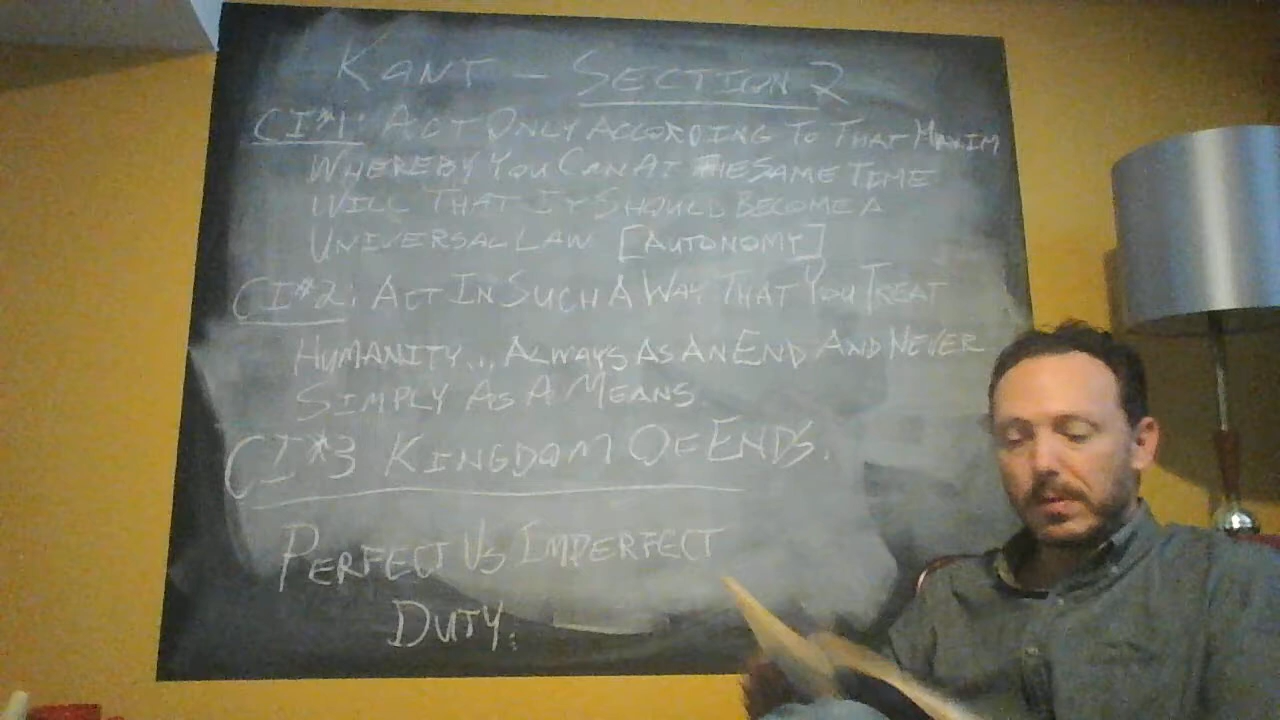 KANT - SECTION 2
CI#1: ACT ONLY ACCORDING TO THAT MAXIM
WHEREBY YOU CAN AT THE SAME TIME
WILL THAT IT SHOULD BECOME A
UNIVERSAL LAW [AUTONOMY]
CI#2: ACT IN SUCH A WAY THAT YOU TREAT
HUMANITY... ALWAYS AS AN END AND NEVER
SIMPLY AS A MEANS.
CI#3 KINGDOM OF ENDS.
PERFECT VS IMPERFECT
DUTY: